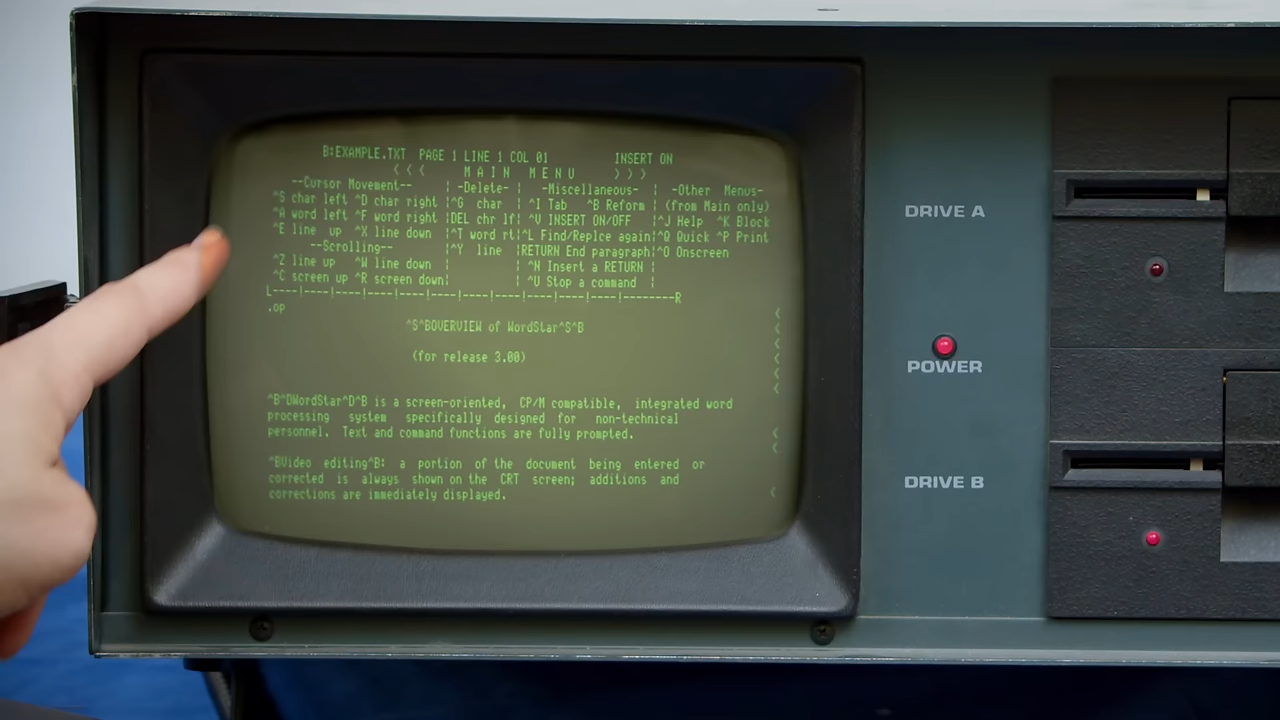 B:EXAMPLE.TXT PAGE 1 LINE 1 COL 01 INSERT ON
< < < M A I N M E N U > > >
--Cursor Movement-- | -Delete- | -Miscellaneous- | -Other Menus-
^S char left ^D char right |^G char | ^I Tab ^B Reform | (from Main only)
^A word left ^F word right |DEL chr lf| ^V INSERT ON/OFF |^J Help ^K Block
^E line up ^X line down |^T word rt|^L Find/Replce again|^Q Quick ^P Print
--Scrolling-- |^Y line |RETURN End paragraph|^O Onscreen
^Z line up ^W line down | | ^N Insert a RETURN |
^C screen up ^R screen down| | ^U Stop a command |
L----|----|----|----|----|----|----|----|----|----|----|--------R
.op
^S^BOVERVIEW of WordStar^S^B <
<
(for release 3.00) <
<
<
<
^B^DWordStar^D^B is a screen-oriented, CP/M compatible, integrated word
processing system specifically designed for non-technical
personnel. Text and command functions are fully prompted. <
<
^BVideo editing^B: a portion of the document being entered or
corrected is always shown on the CRT screen; additions and
corrections are immediately displayed. <
DRIVE A
POWER
DRIVE B